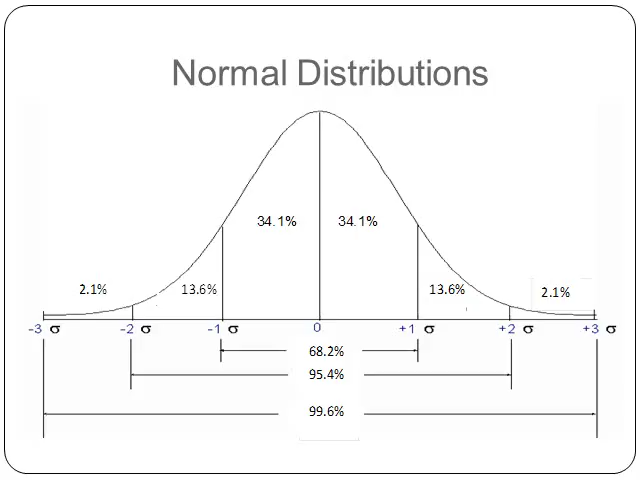 Normal Distributions
34.1% 34.1%
2.1% 13.6% 13.6% 2.1%
-3 σ -2 σ -1 σ 0 +1 σ +2 σ +3 σ
68.2%
95.4%
99.6%